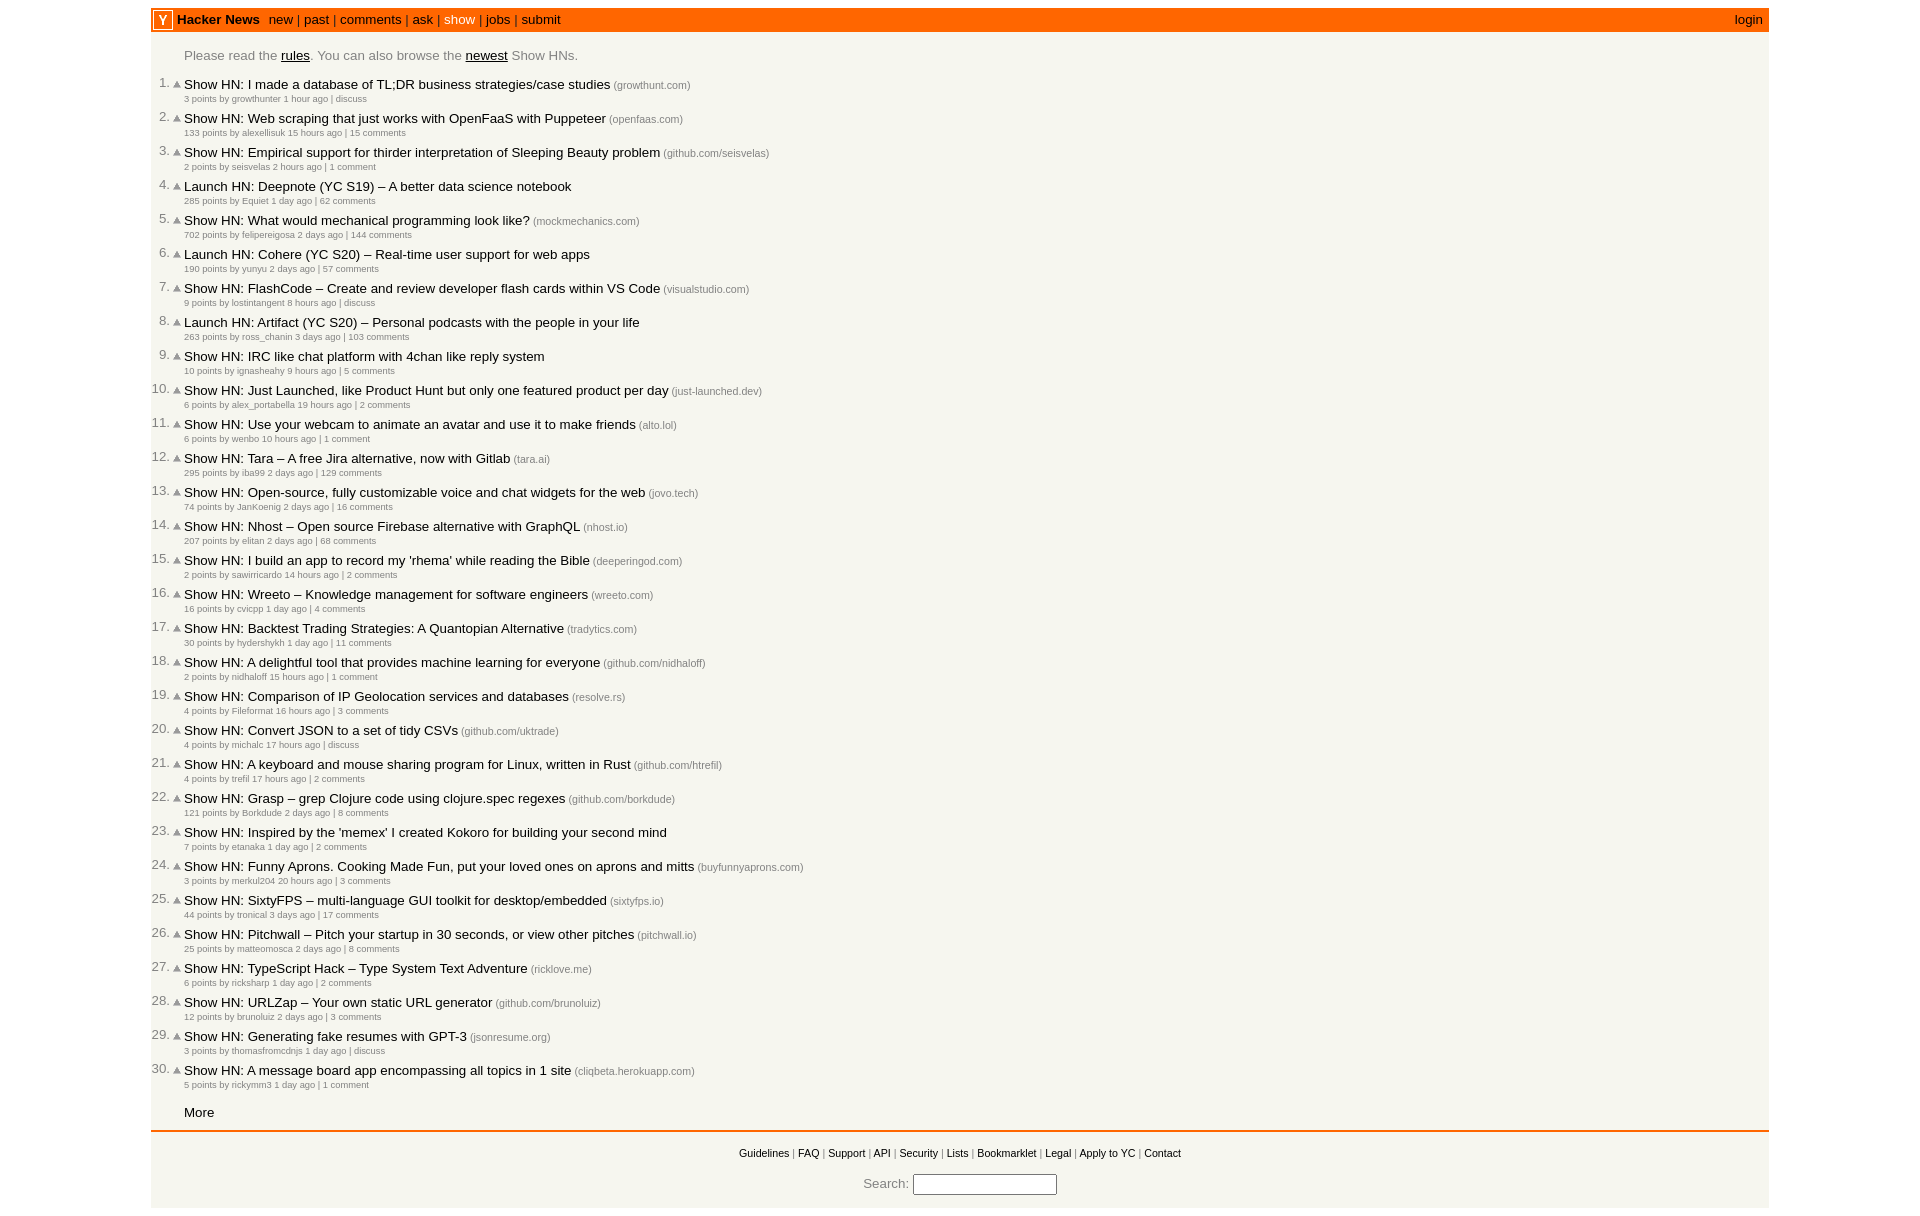 Y Hacker News new | past | comments | ask | show | jobs | submit login
Please read the rules. You can also browse the newest Show HNs.
1. Show HN: I made a database of TL;DR business strategies/case studies (growthunt.com)
3 points by growthunter 1 hour ago | discuss
2. Show HN: Web scraping that just works with OpenFaaS with Puppeteer (openfaas.com)
133 points by alexellisuk 15 hours ago | 15 comments
3. Show HN: Empirical support for thirder interpretation of Sleeping Beauty problem (github.com/seisvelas)
2 points by seisvelas 2 hours ago | 1 comment
4. Launch HN: Deepnote (YC S19) – A better data science notebook
285 points by Equiet 1 day ago | 62 comments
5. Show HN: What would mechanical programming look like? (mockmechanics.com)
702 points by felipereigosa 2 days ago | 144 comments
6. Launch HN: Cohere (YC S20) – Real-time user support for web apps
190 points by yunyu 2 days ago | 57 comments
7. Show HN: FlashCode – Create and review developer flash cards within VS Code (visualstudio.com)
9 points by lostintangent 8 hours ago | discuss
8. Launch HN: Artifact (YC S20) – Personal podcasts with the people in your life
263 points by ross_chanin 3 days ago | 103 comments
9. Show HN: IRC like chat platform with 4chan like reply system
10 points by ignasheahy 9 hours ago | 5 comments
10. Show HN: Just Launched, like Product Hunt but only one featured product per day (just-launched.dev)
6 points by alex_portabella 19 hours ago | 2 comments
11. Show HN: Use your webcam to animate an avatar and use it to make friends (alto.lol)
6 points by wenbo 10 hours ago | 1 comment
12. Show HN: Tara – A free Jira alternative, now with Gitlab (tara.ai)
295 points by iba99 2 days ago | 129 comments
13. Show HN: Open-source, fully customizable voice and chat widgets for the web (jovo.tech)
74 points by JanKoenig 2 days ago | 16 comments
14. Show HN: Nhost – Open source Firebase alternative with GraphQL (nhost.io)
207 points by elitan 2 days ago | 68 comments
15. Show HN: I build an app to record my 'rhema' while reading the Bible (deeperingod.com)
2 points by sawirricardo 14 hours ago | 2 comments
16. Show HN: Wreeto – Knowledge management for software engineers (wreeto.com)
16 points by cvicpp 1 day ago | 4 comments
17. Show HN: Backtest Trading Strategies: A Quantopian Alternative (tradytics.com)
30 points by hydershykh 1 day ago | 11 comments
18. Show HN: A delightful tool that provides machine learning for everyone (github.com/nidhaloff)
2 points by nidhaloff 15 hours ago | 1 comment
19. Show HN: Comparison of IP Geolocation services and databases (resolve.rs)
4 points by Fileformat 16 hours ago | 3 comments
20. Show HN: Convert JSON to a set of tidy CSVs (github.com/uktrade)
4 points by michalc 17 hours ago | discuss
21. Show HN: A keyboard and mouse sharing program for Linux, written in Rust (github.com/htrefil)
4 points by trefil 17 hours ago | 2 comments
22. Show HN: Grasp – grep Clojure code using clojure.spec regexes (github.com/borkdude)
121 points by Borkdude 2 days ago | 8 comments
23. Show HN: Inspired by the 'memex' I created Kokoro for building your second mind
7 points by etanaka 1 day ago | 2 comments
24. Show HN: Funny Aprons. Cooking Made Fun, put your loved ones on aprons and mitts (buyfunnyaprons.com)
3 points by merkul204 20 hours ago | 3 comments
25. Show HN: SixtyFPS – multi-language GUI toolkit for desktop/embedded (sixtyfps.io)
44 points by tronical 3 days ago | 17 comments
26. Show HN: Pitchwall – Pitch your startup in 30 seconds, or view other pitches (pitchwall.io)
25 points by matteomosca 2 days ago | 8 comments
27. Show HN: TypeScript Hack – Type System Text Adventure (ricklove.me)
6 points by ricksharp 1 day ago | 2 comments
28. Show HN: URLZap – Your own static URL generator (github.com/brunoluiz)
12 points by brunoluiz 2 days ago | 3 comments
29. Show HN: Generating fake resumes with GPT-3 (jsonresume.org)
3 points by thomasfromcdnjs 1 day ago | discuss
30. Show HN: A message board app encompassing all topics in 1 site (cliqbeta.herokuapp.com)
5 points by rickymm3 1 day ago | 1 comment
More
Guidelines | FAQ | Support | API | Security | Lists | Bookmarklet | Legal | Apply to YC | Contact
Search: